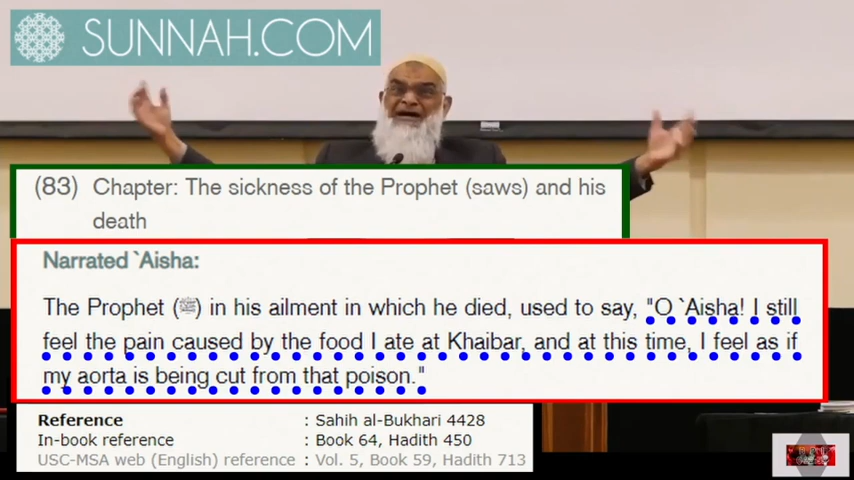 SUNNAH.COM
(83) Chapter: The sickness of the Prophet (saws) and his
death
Narrated `Aisha:
The Prophet (ﷺ) in his ailment in which he died, used to say, "O `Aisha! I still
feel the pain caused by the food I ate at Khaibar, and at this time, I feel as if
my aorta is being cut from that poison."
Reference : Sahih al-Bukhari 4428
In-book reference : Book 64, Hadith 450
USC-MSA web (English) reference : Vol. 5, Book 59, Hadith 713